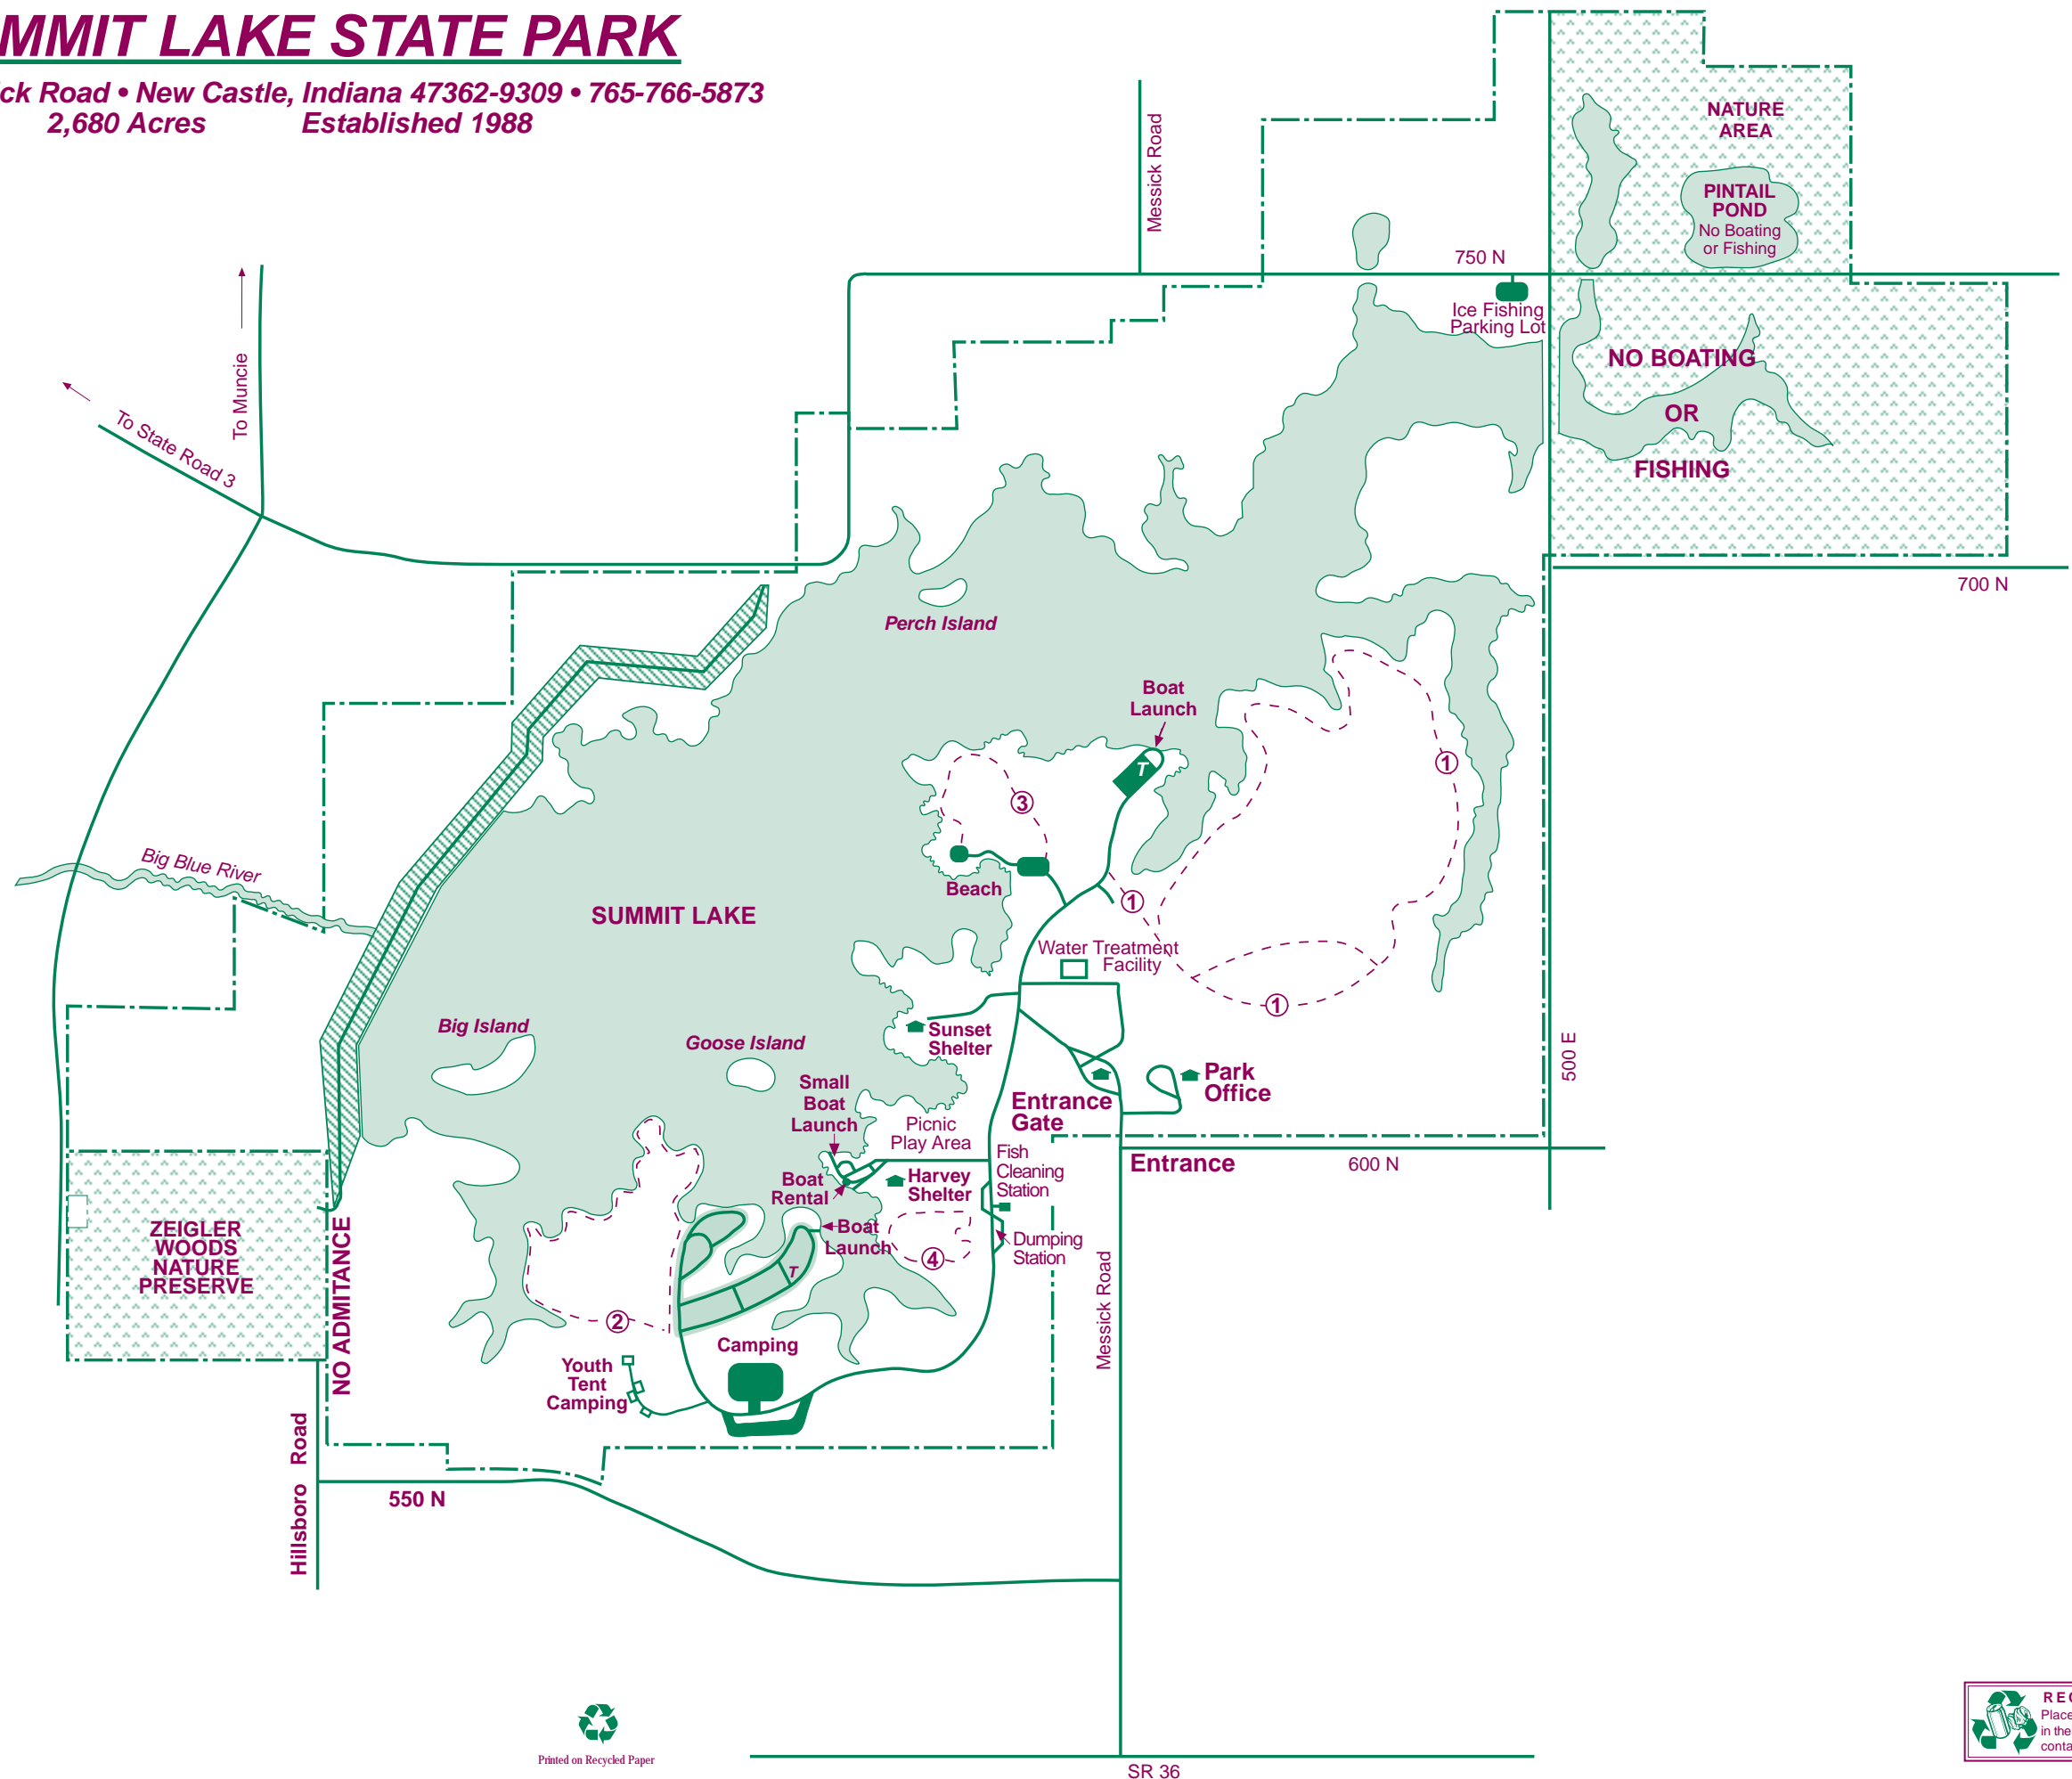 MMIT LAKE STATE PARK
ck Road • New Castle, Indiana 47362-9309 • 765-766-5873
2,680 Acres Established 1988
Messick Road
NATURE
AREA
PINTAIL
POND
No Boating
or Fishing
750 N
Ice Fishing
Parking Lot
NO BOATING
OR
FISHING
To Muncie
To State Road 3
700 N
Perch Island
Boat
Launch
T
1
3
Big Blue River
Beach
SUMMIT LAKE
1
Water Treatment
Facility
1
Big Island
Goose Island
Sunset
Shelter
500 E
Park
Office
Small
Boat
Launch
Entrance
Gate
Picnic
Play Area
Fish
Cleaning
Station
Entrance
600 N
Boat
Rental
Harvey
Shelter
Boat
Launch
4
Dumping
Station
T
ZEIGLER
WOODS
NATURE
PRESERVE
NO ADMITANCE
2
Camping
Messick Road
Youth
Tent
Camping
Hillsboro Road
550 N
Printed on Recycled Paper
SR 36
REC
Place
in the
conta